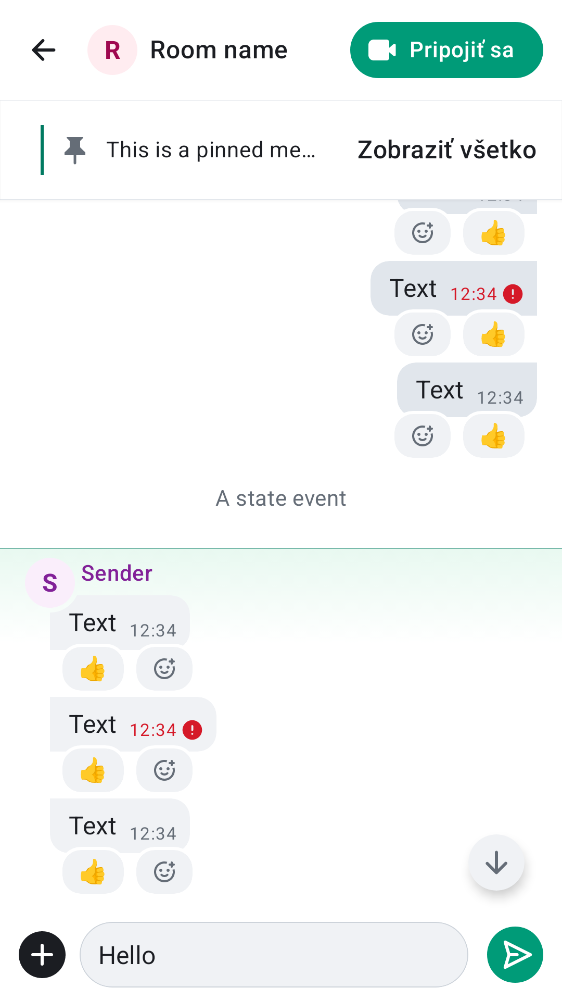 R
Room name
Pripojiť sa
This is a pinned me...
Zobraziť všetko
Text 12:34
Text 12:34
A state event
S
Sender
Text 12:34
Text 12:34
Text 12:34
Hello